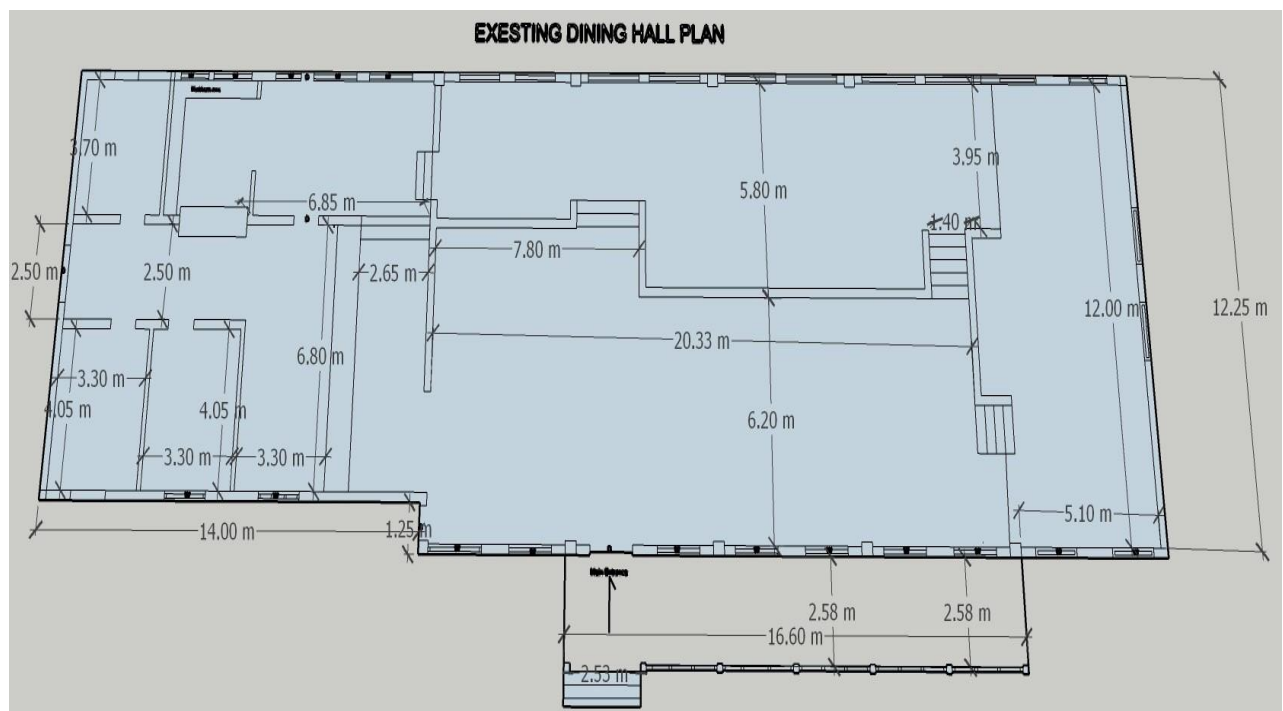 EXESTING DINING HALL PLAN
3.70 m
3.95 m
5.80 m
6.85 m
1.40 m
7.80 m
2.50 m
2.50 m
2.65 m
12.00 m
12.25 m
20.33 m
6.80 m
3.30 m
4.05 m
4.05 m
6.20 m
3.30 m
3.30 m
5.10 m
14.00 m
1.25 m
Main Entrance
2.58 m
2.58 m
16.60 m
2.53 m